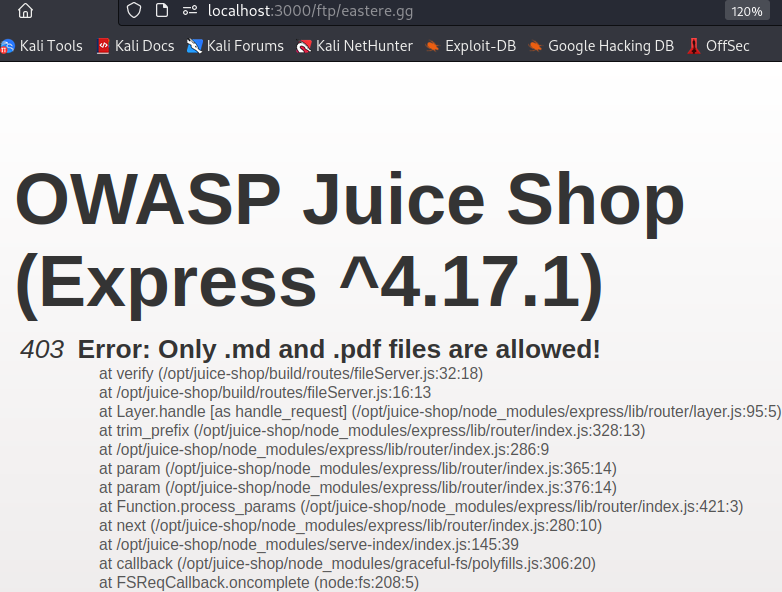 localhost:3000/ftp/eastere.gg 120%
Kali Tools Kali Docs Kali Forums Kali NetHunter Exploit-DB Google Hacking DB OffSec
OWASP Juice Shop
(Express ^4.17.1)
403 Error: Only .md and .pdf files are allowed!
at verify (/opt/juice-shop/build/routes/fileServer.js:32:18)
at /opt/juice-shop/build/routes/fileServer.js:16:13
at Layer.handle [as handle_request] (/opt/juice-shop/node_modules/express/lib/router/layer.js:95:5)
at trim_prefix (/opt/juice-shop/node_modules/express/lib/router/index.js:328:13)
at /opt/juice-shop/node_modules/express/lib/router/index.js:286:9
at param (/opt/juice-shop/node_modules/express/lib/router/index.js:365:14)
at param (/opt/juice-shop/node_modules/express/lib/router/index.js:376:14)
at Function.process_params (/opt/juice-shop/node_modules/express/lib/router/index.js:421:3)
at next (/opt/juice-shop/node_modules/express/lib/router/index.js:280:10)
at /opt/juice-shop/node_modules/serve-index/index.js:145:39
at callback (/opt/juice-shop/node_modules/graceful-fs/polyfills.js:306:20)
at FSReqCallback.oncomplete (node:fs:208:5)